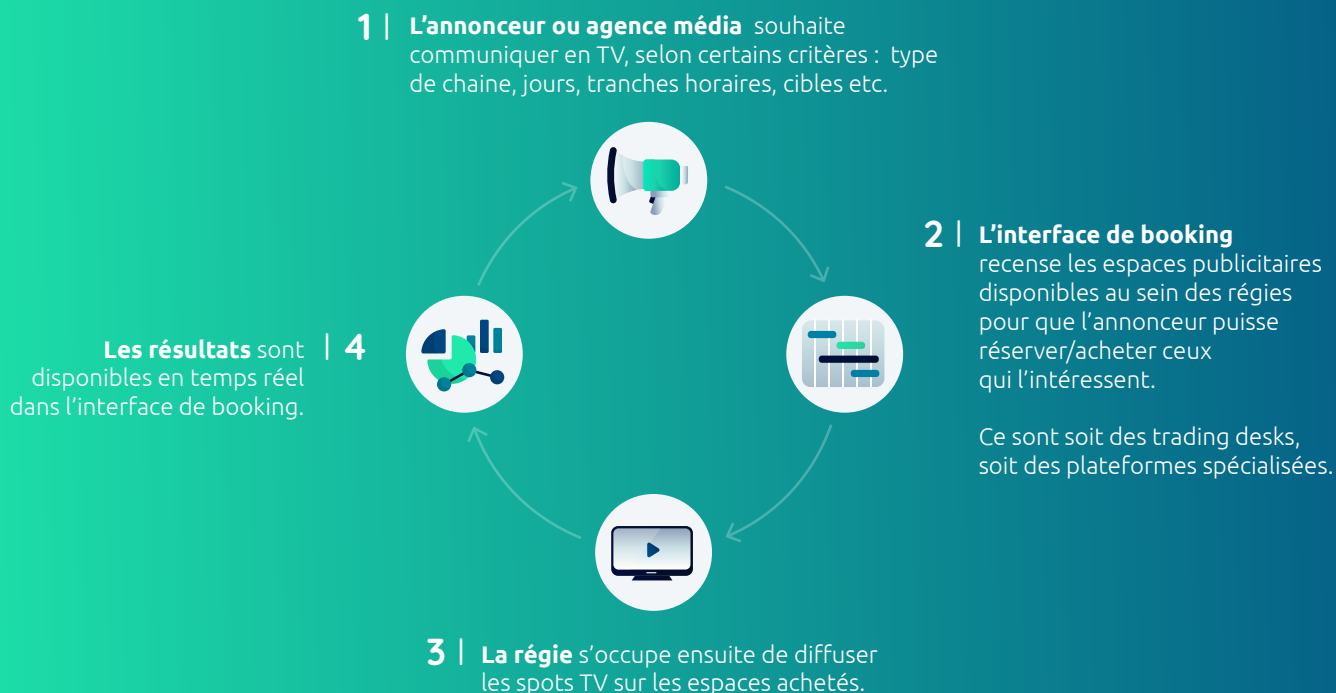 1 | L'annonceur ou agence média souhaite
communiquer en TV, selon certains critères : type
de chaine, jours, tranches horaires, cibles etc.
2 | L'interface de booking
recense les espaces publicitaires
disponibles au sein des régies
pour que l'annonceur puisse
réserver/acheter ceux
qui l'intéressent.
Ce sont soit des trading desks,
soit des plateformes spécialisées.
3 | La régie s'occupe ensuite de diffuser
les spots TV sur les espaces achetés.
Les résultats sont | 4
disponibles en temps réel
dans l'interface de booking.